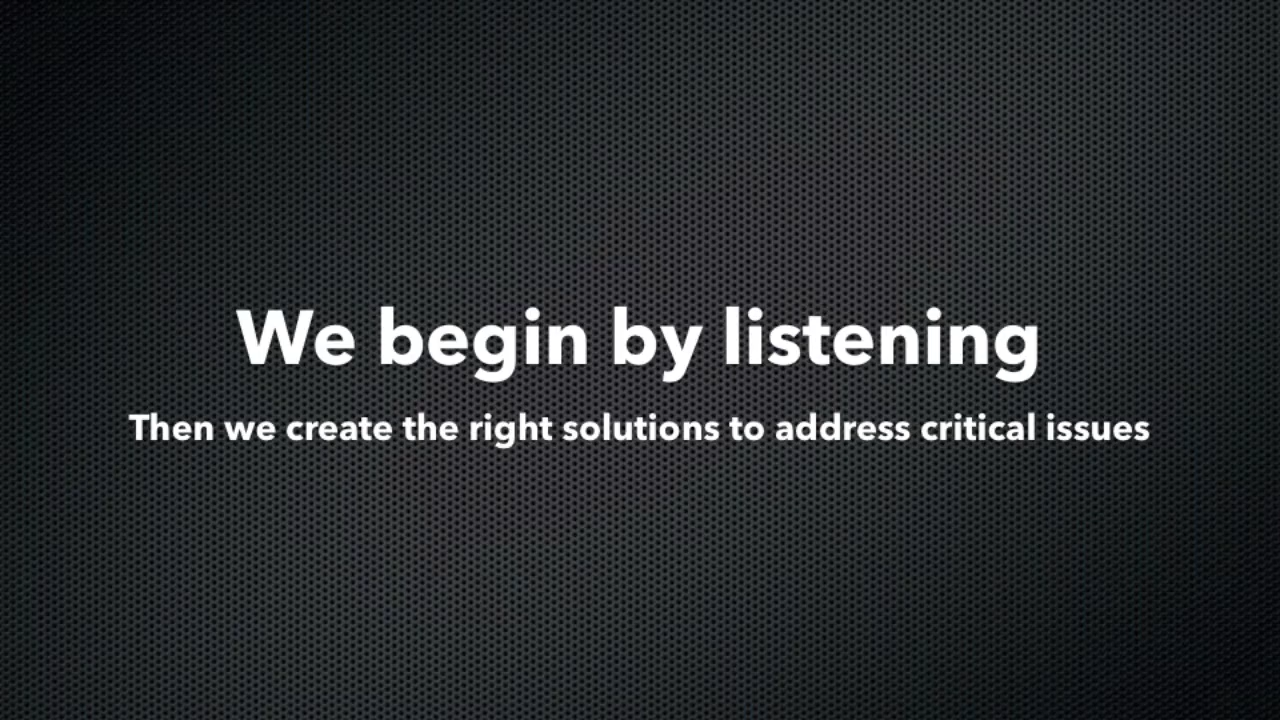 We begin by listening
Then we create the right solutions to address critical issues